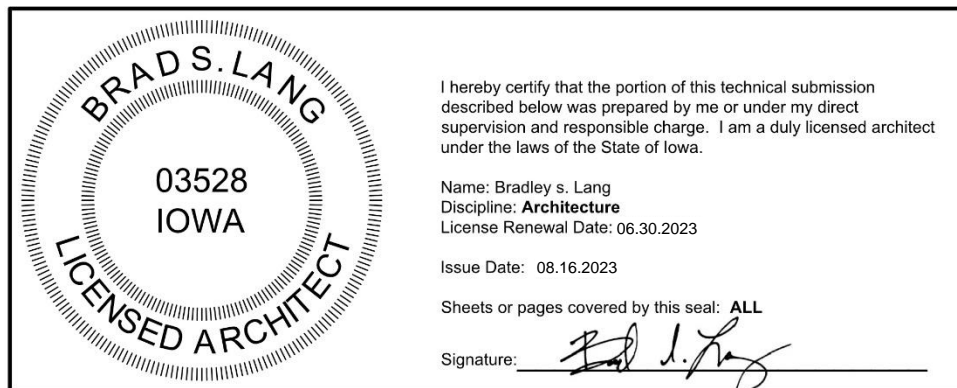 BRAD S. LANG
03528
IOWA
LICENSED ARCHITECT
I hereby certify that the portion of this technical submission
described below was prepared by me or under my direct
supervision and responsible charge.  I am a duly licensed architect
under the laws of the State of Iowa.
Name: Bradley s. Lang
Discipline: Architecture
License Renewal Date: 06.30.2023
Issue Date:  08.16.2023
Sheets or pages covered by this seal:  ALL
Signature: